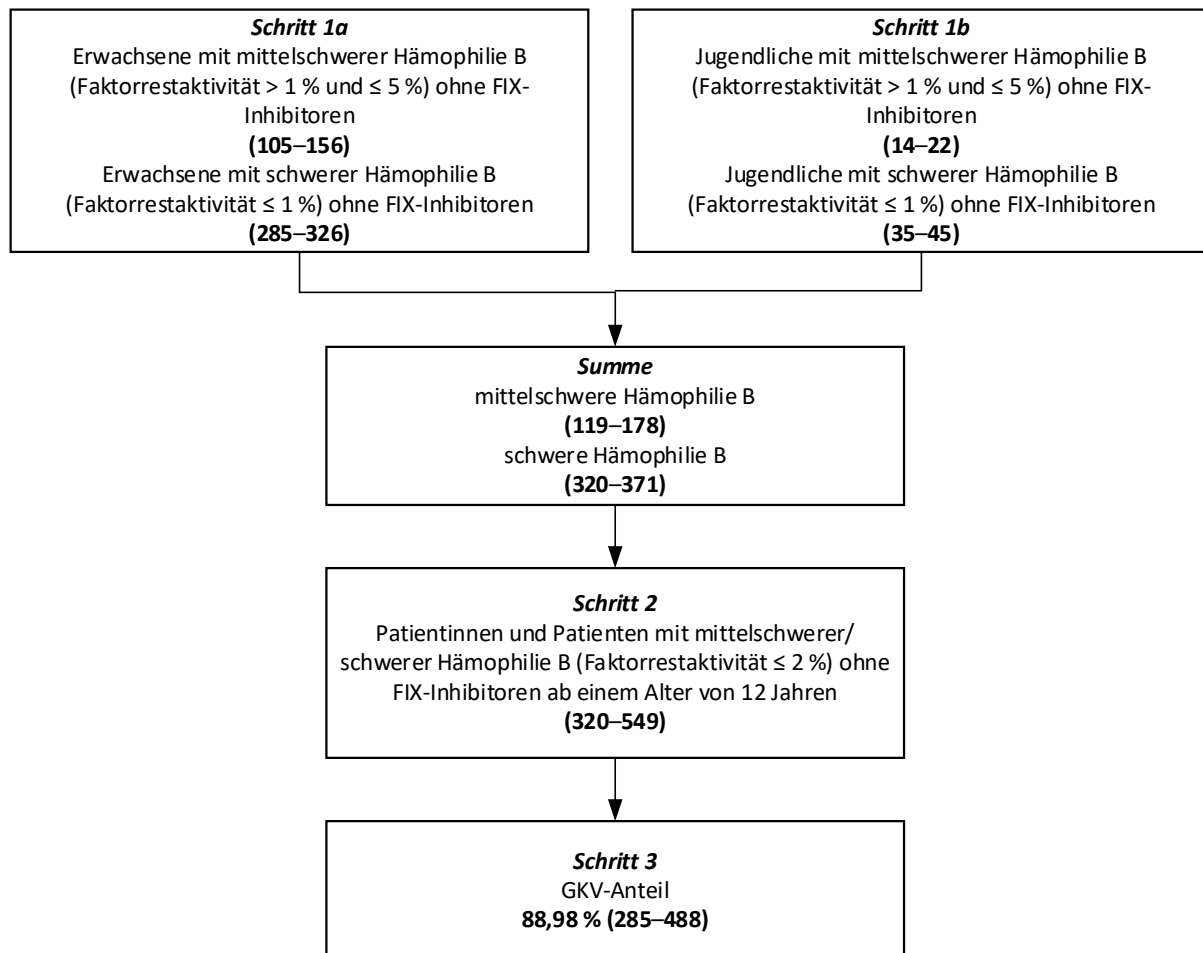 Schritt 1a
Erwachsene mit mittelschwerer Hämophilie B
(Faktorrestaktivität > 1 % und ≤ 5 %) ohne FIX-
Inhibitoren
(105–156)
Erwachsene mit schwerer Hämophilie B
(Faktorrestaktivität ≤ 1 %) ohne FIX-Inhibitoren
(285–326)
Schritt 1b
Jugendliche mit mittelschwerer Hämophilie B
(Faktorrestaktivität > 1 % und ≤ 5 %) ohne FIX-
Inhibitoren
(14–22)
Jugendliche mit schwerer Hämophilie B
(Faktorrestaktivität ≤ 1 %) ohne FIX-Inhibitoren
(35–45)
Summe
mittelschwere Hämophilie B
(119–178)
schwere Hämophilie B
(320–371)
Schritt 2
Patientinnen und Patienten mit mittelschwerer/
schwerer Hämophilie B (Faktorrestaktivität ≤ 2 %) ohne
FIX-Inhibitoren ab einem Alter von 12 Jahren
(320–549)
Schritt 3
GKV-Anteil
88,98 % (285–488)